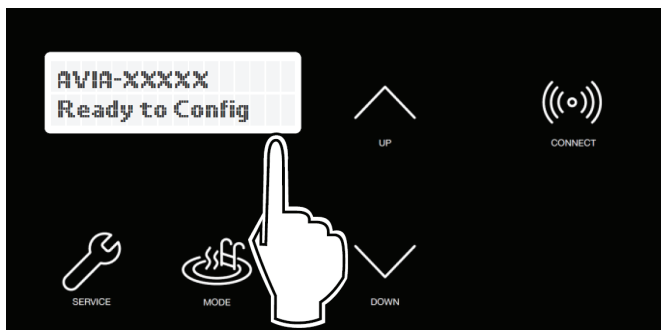 AVIA-XXXXX
Ready to Config
UP
CONNECT
SERVICE
MODE
DOWN